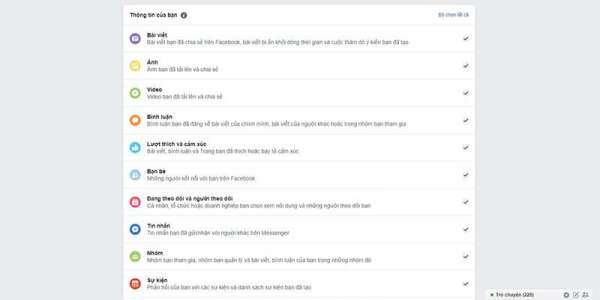 Thông tin của bạn
Bỏ chọn tất cả
Bài viết
Bài viết bạn đã chia sẻ trên Facebook, bài viết bị ẩn khỏi dòng thời gian và cuộc thăm dò ý kiến bạn đã tạo
Ảnh
Ảnh bạn đã tải lên và chia sẻ
Video
Video bạn đã tải lên và chia sẻ
Bình luận
Bình luận bạn đã đăng về bài viết của chính mình, bài viết của người khác hoặc trong nhóm bạn tham gia
Lượt thích và cảm xúc
Bài viết, bình luận và Trang bạn đã thích hoặc bày tỏ cảm xúc
Bạn bè
Những người kết nối với bạn trên Facebook
Đang theo dõi và người theo dõi
Cá nhân, tổ chức hoặc doanh nghiệp bạn chọn xem nội dung và những người theo dõi bạn
Tin nhắn
Tin nhắn bạn đã gửi/nhận với người khác trên Messenger
Nhóm
Nhóm bạn tham gia, nhóm bạn quản lý và bài viết, bình luận của bạn trong những nhóm đó
Sự kiện
Phản hồi của bạn với các sự kiện và danh sách sự kiện bạn đã tạo
Trò chuyện (225)